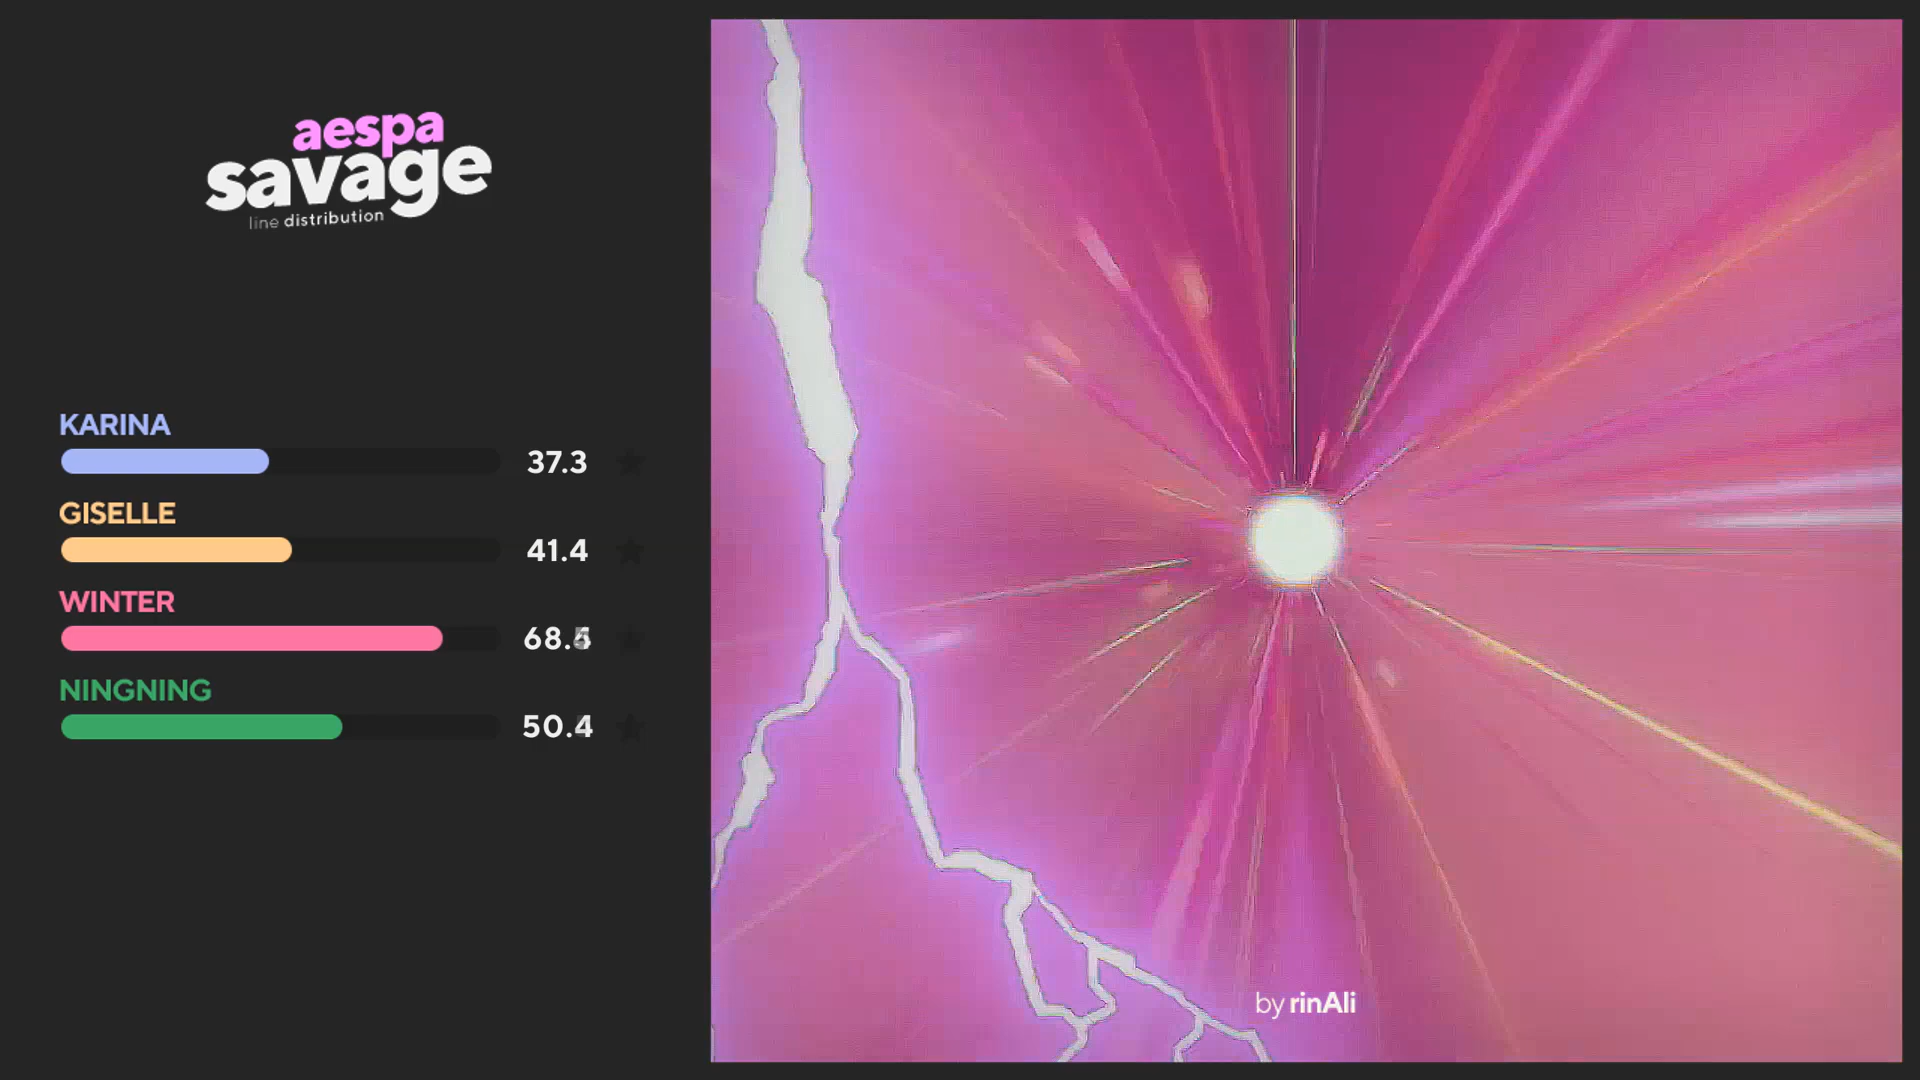 aespa
savage
line distribution
KARINA
37.3
GISELLE
41.4
WINTER
NINGNING
50.4
by rinAli